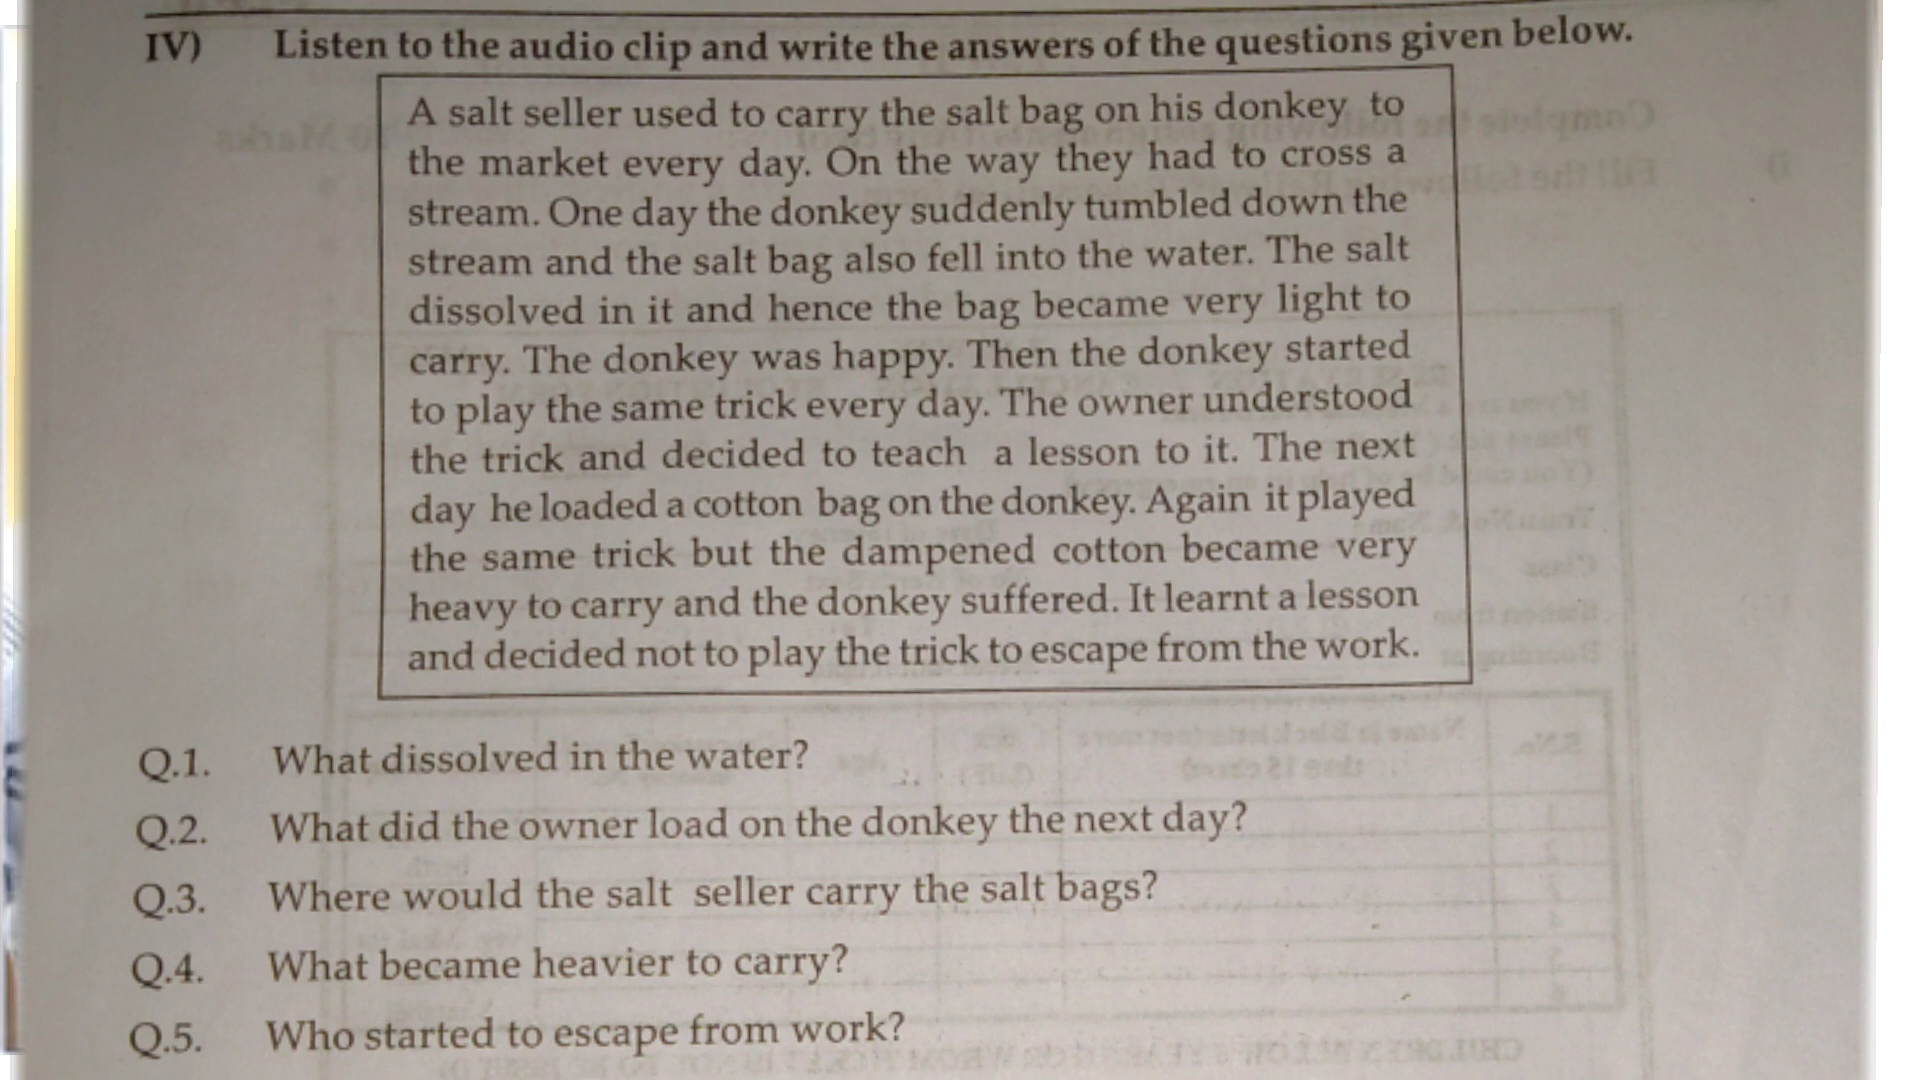 IV) Listen to the audio clip and write the answers of the questions given below.
A salt seller used to carry the salt bag on his donkey to
the market every day. On the way they had to cross a
stream. One day the donkey suddenly tumbled down the
stream and the salt bag also fell into the water. The salt
dissolved in it and hence the bag became very light to
carry. The donkey was happy. Then the donkey started
to play the same trick every day. The owner understood
the trick and decided to teach a lesson to it. The next
day he loaded a cotton bag on the donkey. Again it played
the same trick but the dampened cotton became very
heavy to carry and the donkey suffered. It learnt a lesson
and decided not to play the trick to escape from the work.
Q.1. What dissolved in the water?
Q.2. What did the owner load on the donkey the next day?
Q.3. Where would the salt seller carry the salt bags?
Q.4. What became heavier to carry?
Q.5. Who started to escape from work?